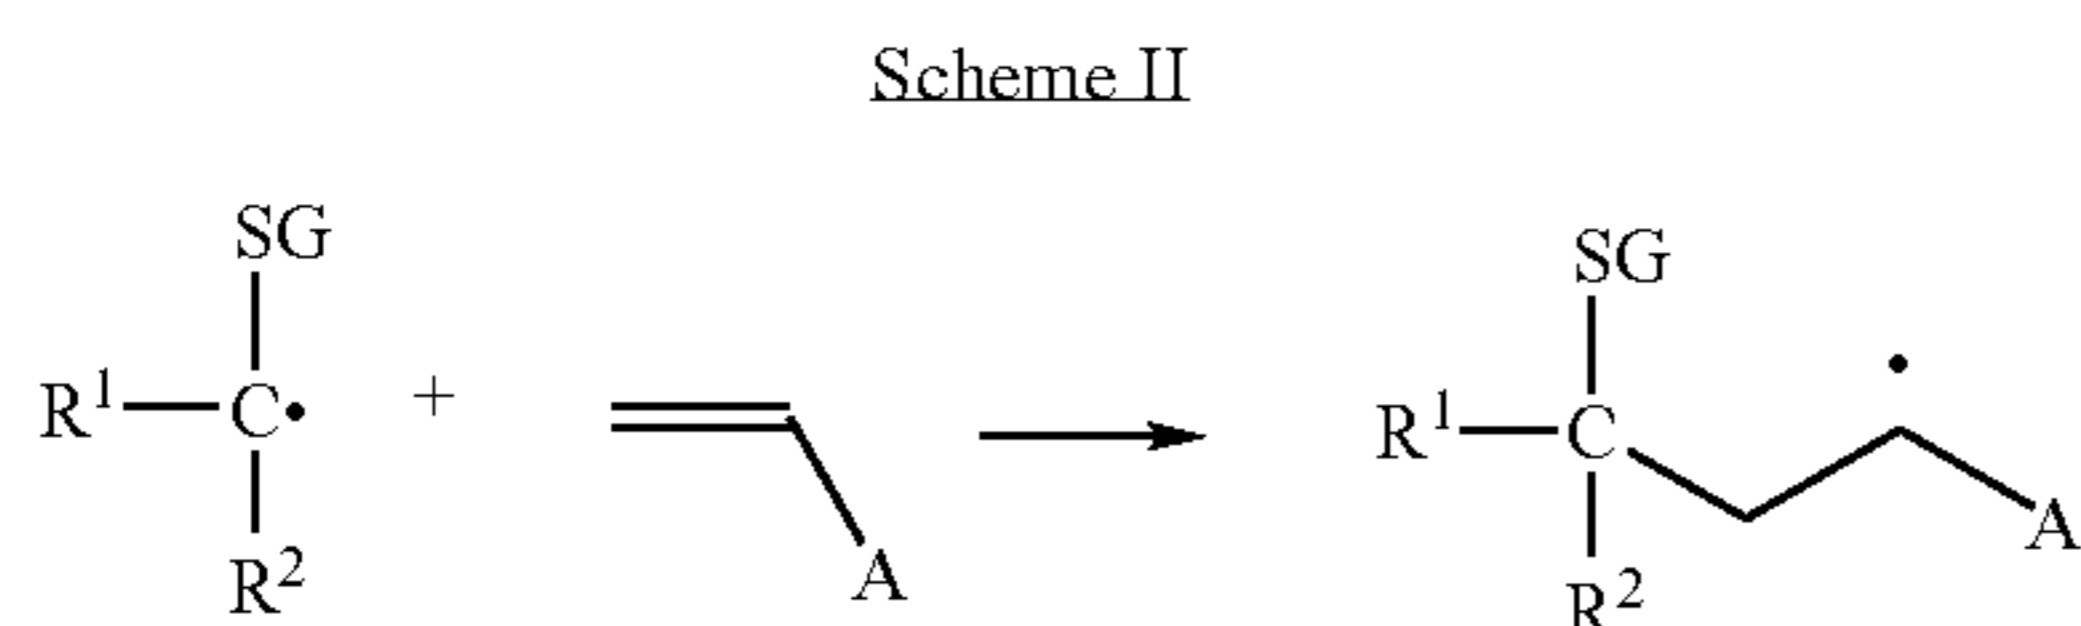 Scheme II
SG SG
R¹ C• + C •
R¹
R² A R² A